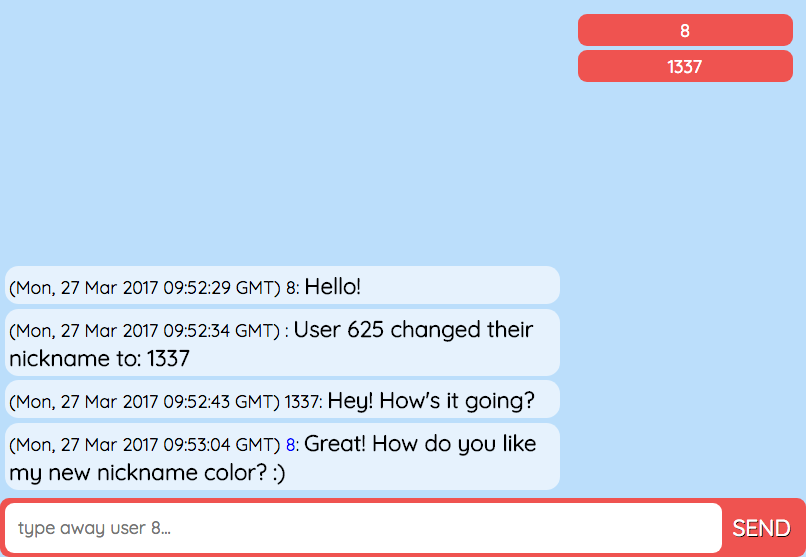 8
1337
(Mon, 27 Mar 2017 09:52:29 GMT) 8: Hello!
(Mon, 27 Mar 2017 09:52:34 GMT) : User 625 changed their
nickname to: 1337
(Mon, 27 Mar 2017 09:52:43 GMT) 1337: Hey! How's it going?
(Mon, 27 Mar 2017 09:53:04 GMT) 8: Great! How do you like
my new nickname color? :)
type away user 8...
SEND